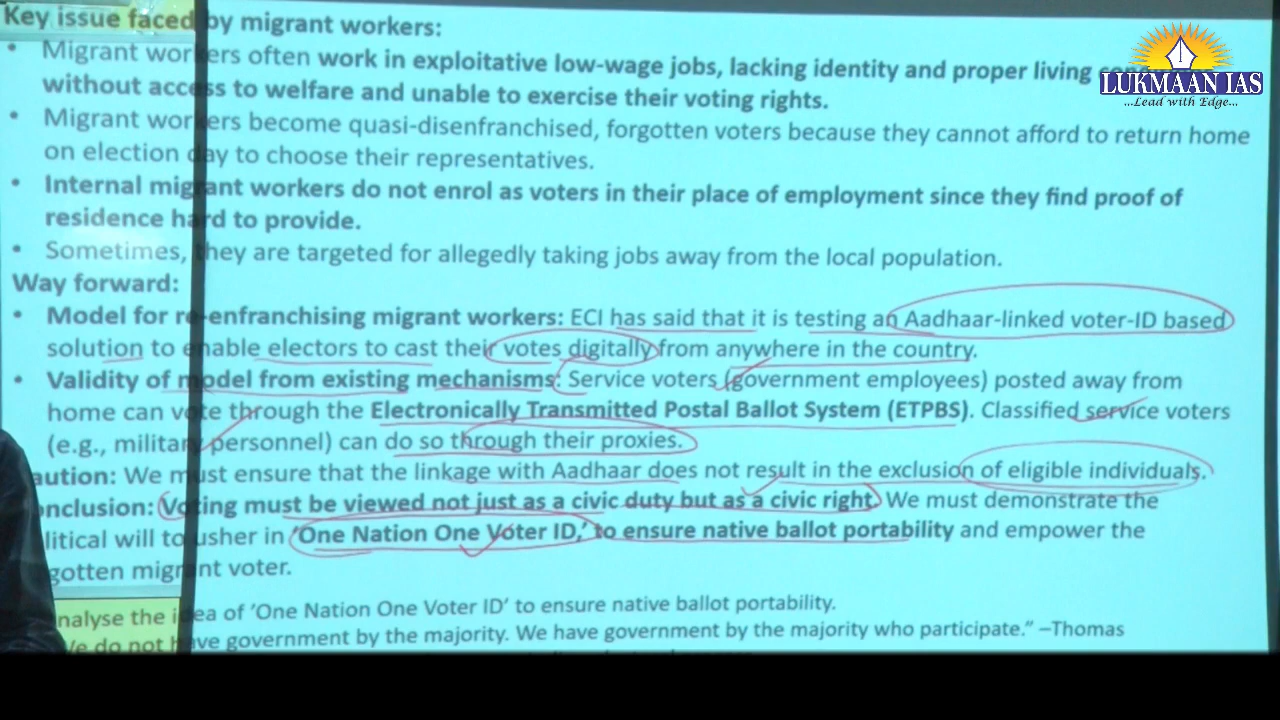 Key issue faced by migrant workers:
LUKMAAN IAS
...Lead with Edge...
• Migrant workers often work in exploitative low-wage jobs, lacking identity and proper living
without access to welfare and unable to exercise their voting rights.
• Migrant workers become quasi-disenfranchised, forgotten voters because they cannot afford to return home
on election day to choose their representatives.
• Internal migrant workers do not enrol as voters in their place of employment since they find proof of
residence hard to provide.
• Sometimes, they are targeted for allegedly taking jobs away from the local population.
Way forward:
• Model for re-enfranchising migrant workers: ECI has said that it is testing an Aadhaar-linked voter-ID based
solution to enable electors to cast their votes digitally from anywhere in the country.
• Validity of model from existing mechanisms: Service voters (government employees) posted away from
home can vote through the Electronically Transmitted Postal Ballot System (ETPBS). Classified service voters
(e.g., military personnel) can do so through their proxies.
aution: We must ensure that the linkage with Aadhaar does not result in the exclusion of eligible individuals.
nclusion: Voting must be viewed not just as a civic duty but as a civic right. We must demonstrate the
litical will to usher in 'One Nation One Voter ID,' to ensure native ballot portability and empower the
gotten migrant voter.
nalyse the idea of 'One Nation One Voter ID' to ensure native ballot portability.
We do not have government by the majority. We have government by the majority who participate." –Thomas